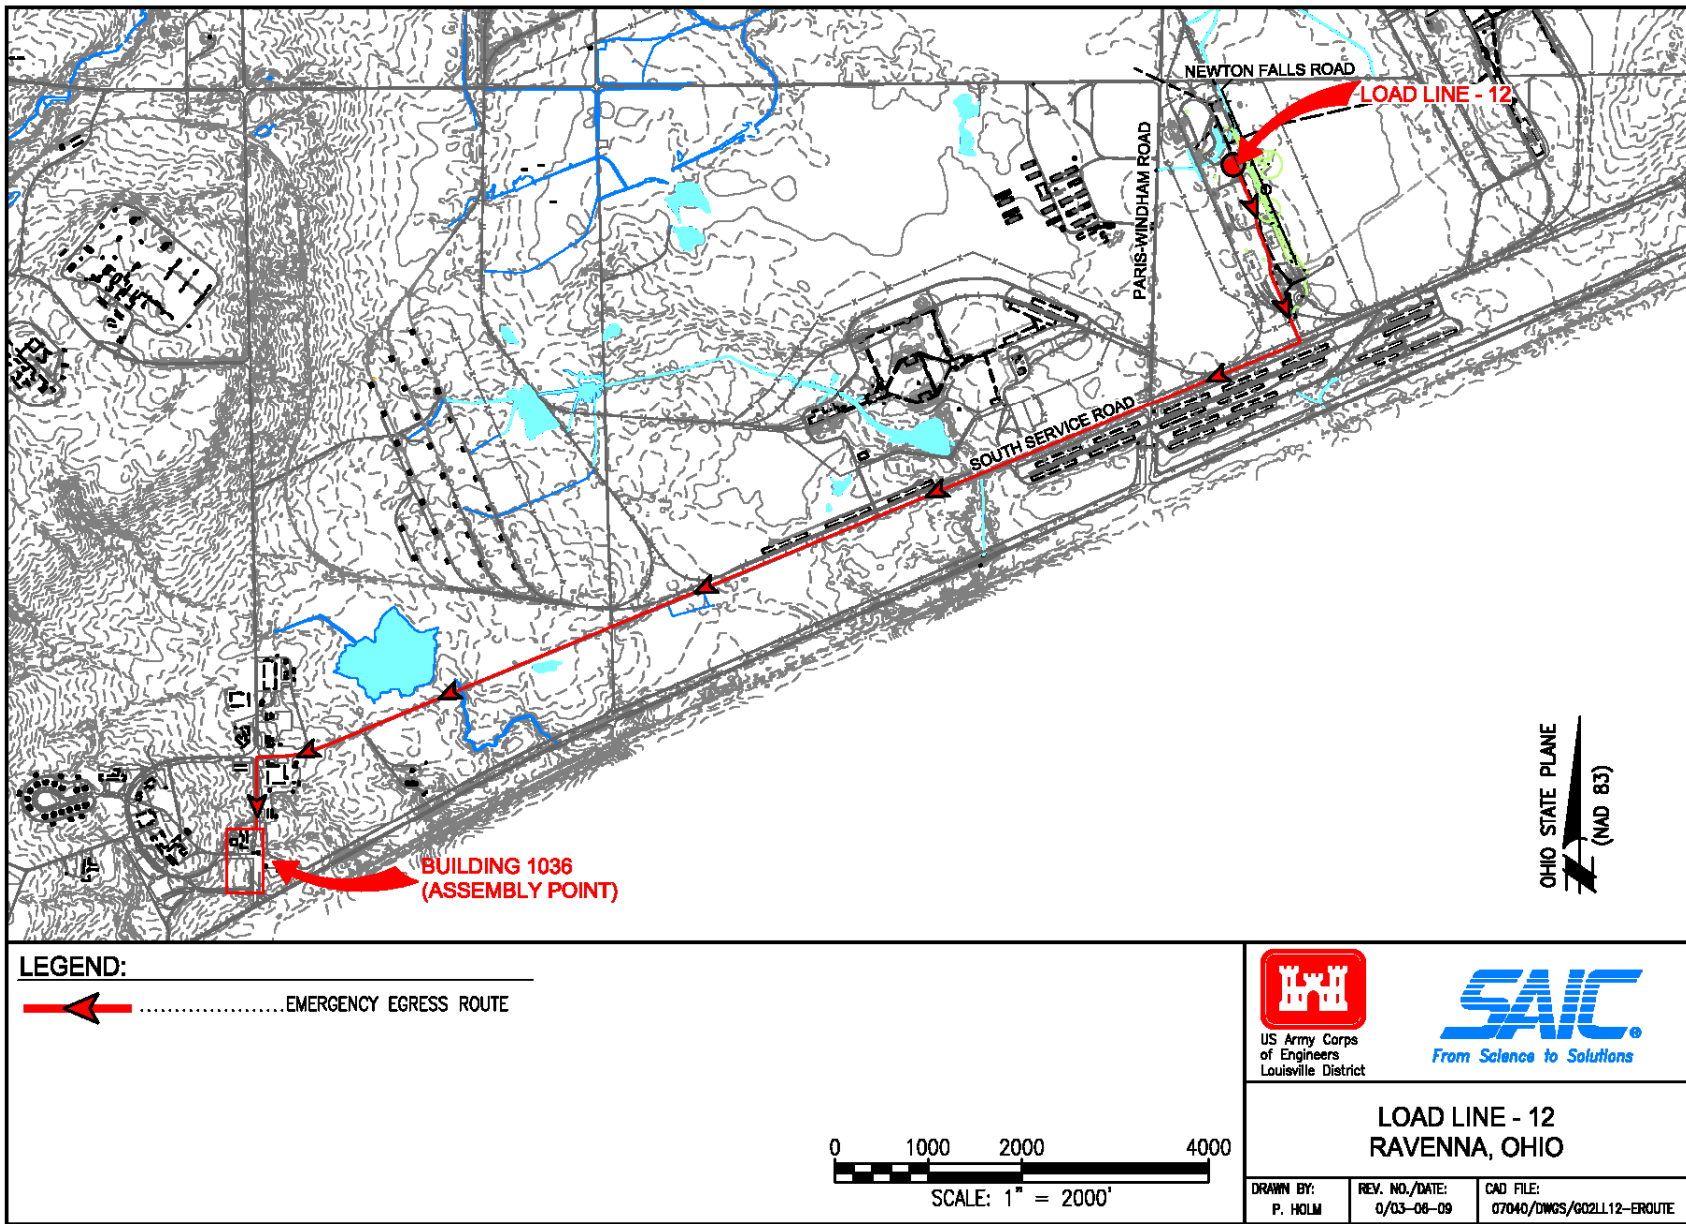 NEWTON FALLS ROAD
LOAD LINE - 12
PARIS-WINDHAM ROAD
SOUTH SERVICE ROAD
BUILDING 1036
(ASSEMBLY POINT)
OHIO STATE PLANE
(NAD 83)
LEGEND:
....................EMERGENCY EGRESS ROUTE
0 1000 2000 4000
SCALE: 1" = 2000'
US Army Corps
of Engineers
Louisville District
SAIC®
From Science to Solutions
LOAD LINE - 12
RAVENNA, OHIO
DRAWN BY:
P. HOLM
REV. NO./DATE:
0/03-06-09
CAD FILE:
07040/DWGS/G02LL12-EROUTE